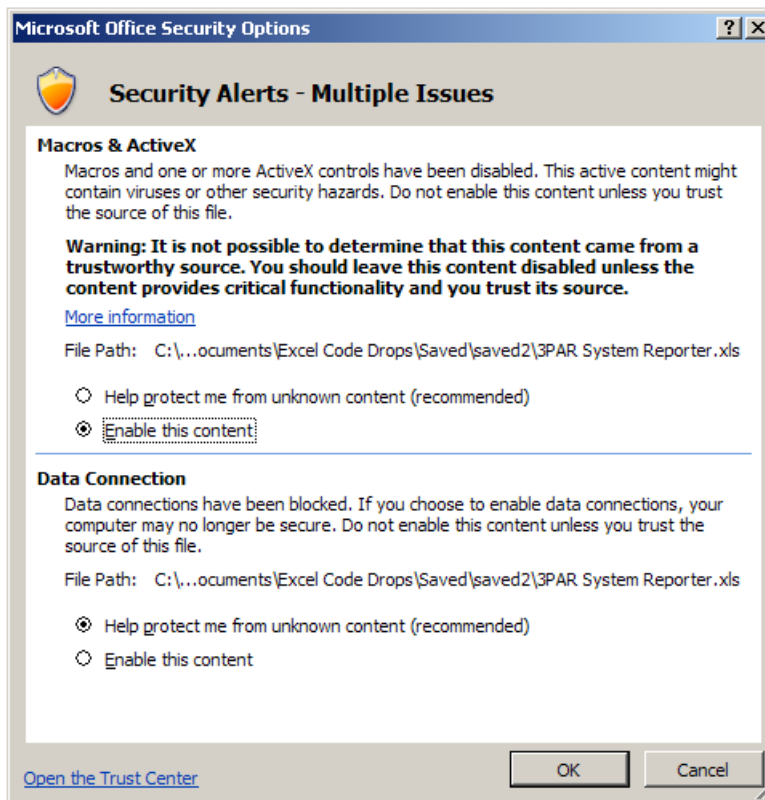 Microsoft Office Security Options
Security Alerts - Multiple Issues
Macros & ActiveX
Macros and one or more ActiveX controls have been disabled. This active content might
contain viruses or other security hazards. Do not enable this content unless you trust
the source of this file.
Warning: It is not possible to determine that this content came from a
trustworthy source. You should leave this content disabled unless the
content provides critical functionality and you trust its source.
More information
File Path: C:\...ocuments\Excel Code Drops\Saved\saved2\3PAR System Reporter.xls
Help protect me from unknown content (recommended)
Enable this content
Data Connection
Data connections have been blocked. If you choose to enable data connections, your
computer may no longer be secure. Do not enable this content unless you trust the
source of this file.
File Path: C:\...ocuments\Excel Code Drops\Saved\saved2\3PAR System Reporter.xls
Help protect me from unknown content (recommended)
Enable this content
Open the Trust Center
OK
Cancel